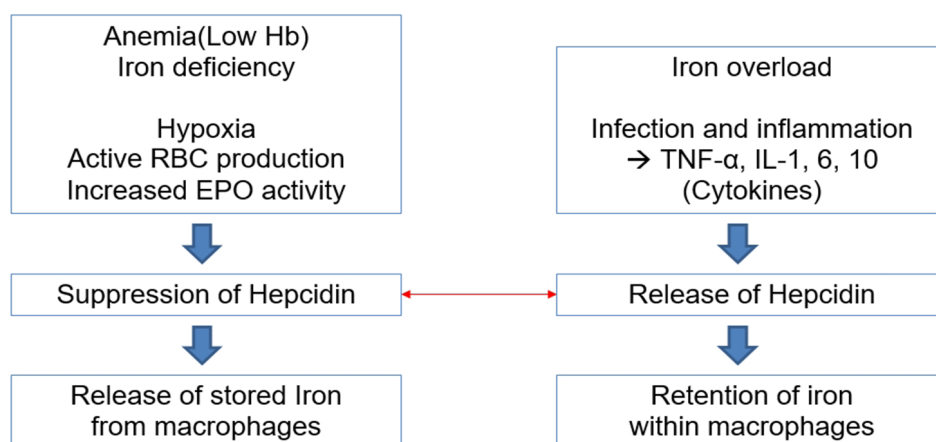 Anemia(Low Hb)
Iron deficiency
Hypoxia
Active RBC production
Increased EPO activity
Suppression of Hepcidin
Release of stored Iron
from macrophages
Iron overload
Infection and inflammation
→ TNF-α, IL-1, 6, 10
(Cytokines)
Release of Hepcidin
Retention of iron
within macrophages